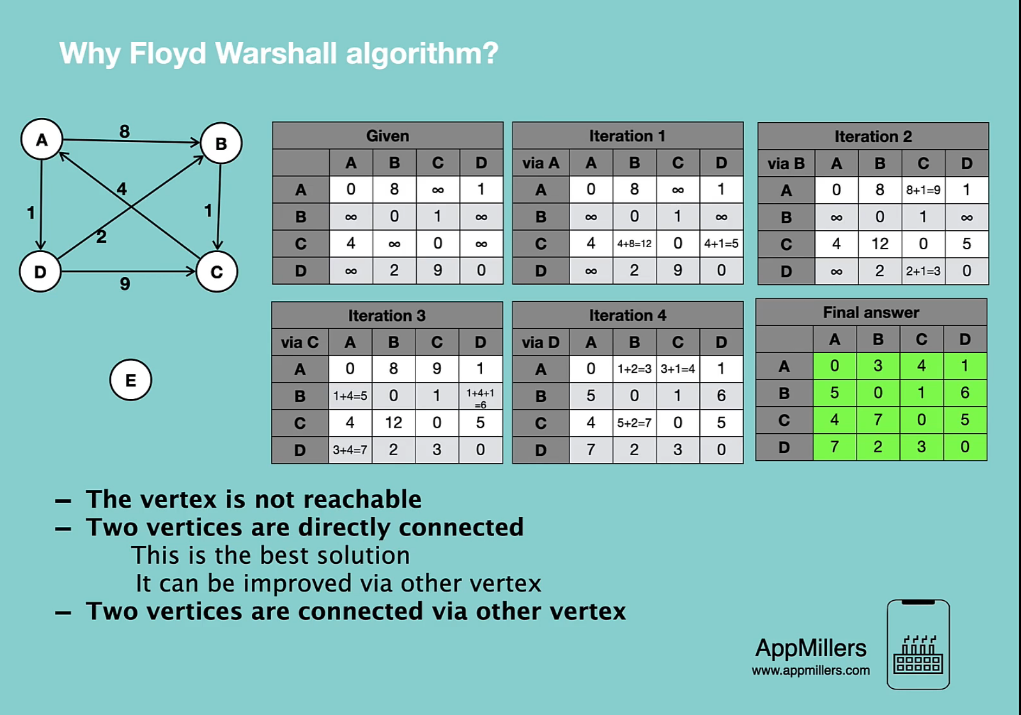 Why Floyd Warshall algorithm?
A
8
B
4
1
2
1
D
9
C
E
Given
A B C D
A 0 8 ∞ 1
B ∞ 0 1 ∞
C 4 ∞ 0 ∞
D ∞ 2 9 0
Iteration 1
via A A B C D
A 0 8 ∞ 1
B ∞ 0 1 ∞
C 4 4+8=12 0 4+1=5
D ∞ 2 9 0
Iteration 2
via B A B C D
A 0 8 8+1=9 1
B ∞ 0 1 ∞
C 4 12 0 5
D ∞ 2 2+1=3 0
Iteration 3
via C A B C D
A 0 8 9 1
B 1+4=5 0 1 1+4+1
=6
C 4 12 0 5
D 3+4=7 2 3 0
Iteration 4
via D A B C D
A 0 1+2=3 3+1=4 1
B 5 0 1 6
C 4 5+2=7 0 5
D 7 2 3 0
Final answer
A B C D
A 0 3 4 1
B 5 0 1 6
C 4 7 0 5
D 7 2 3 0
– The vertex is not reachable
– Two vertices are directly connected
This is the best solution
It can be improved via other vertex
– Two vertices are connected via other vertex
AppMillers
www.appmillers.com